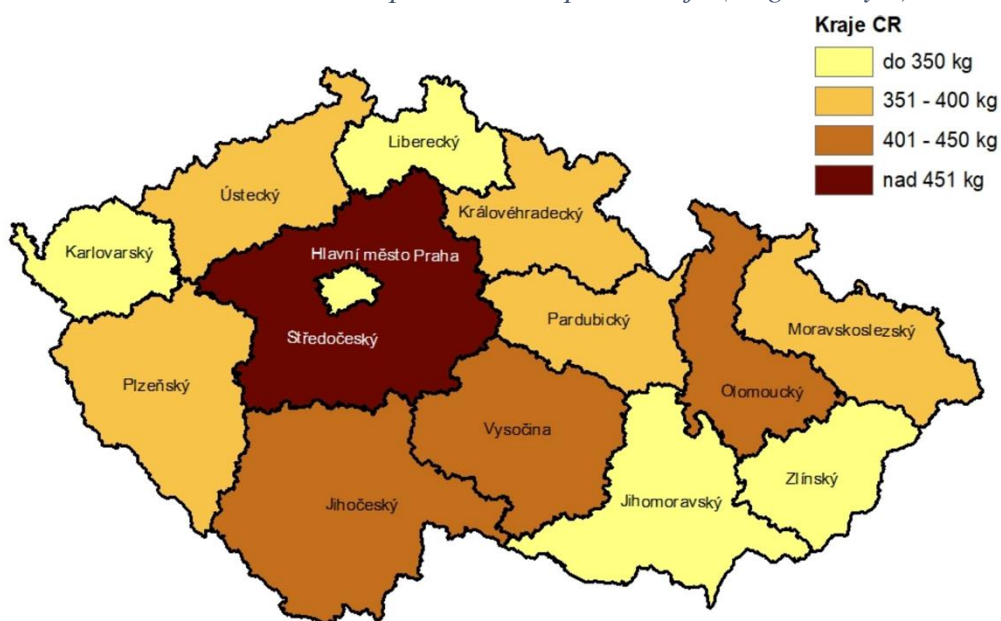 Kraje CR
do 350 kg
351 - 400 kg
401 - 450 kg
nad 451 kg
Liberecký
Ústecký
Královéhradecký
Karlovarský
Hlavní město Praha
Pardubický
Moravskoslezský
Středočeský
Plzeňský
Olomoucký
Vysočina
Zlínský
Jihočeský
Jihomoravský